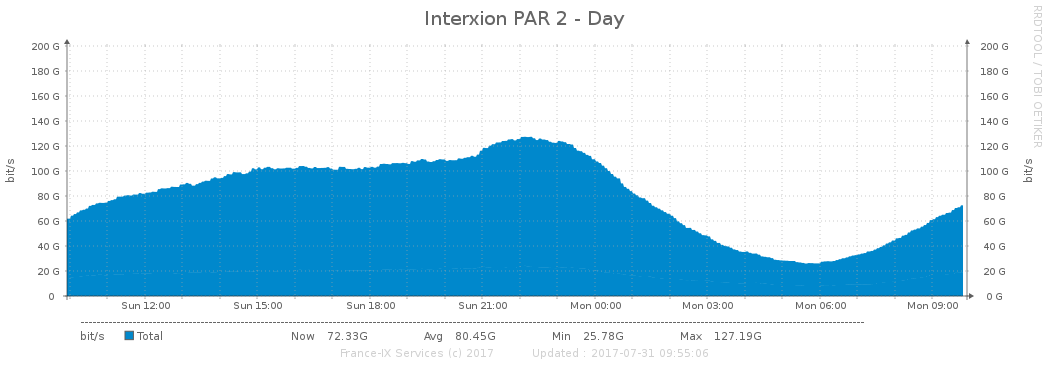 Interxion PAR 2 - Day
RRDTOOL / TOBI OETIKER
bit/s
200 G
180 G
160 G
140 G
120 G
100 G
80 G
60 G
40 G
20 G
0
200 G
180 G
160 G
140 G
120 G
100 G
80 G
60 G
40 G
20 G
0 G
bit/s
Sun 12:00 Sun 15:00 Sun 18:00 Sun 21:00 Mon 00:00 Mon 03:00 Mon 06:00 Mon 09:00
bit/s Total Now 72.33G Avg 80.45G Min 25.78G Max 127.19G
France-IX Services (c) 2017 Updated : 2017-07-31 09:55:06